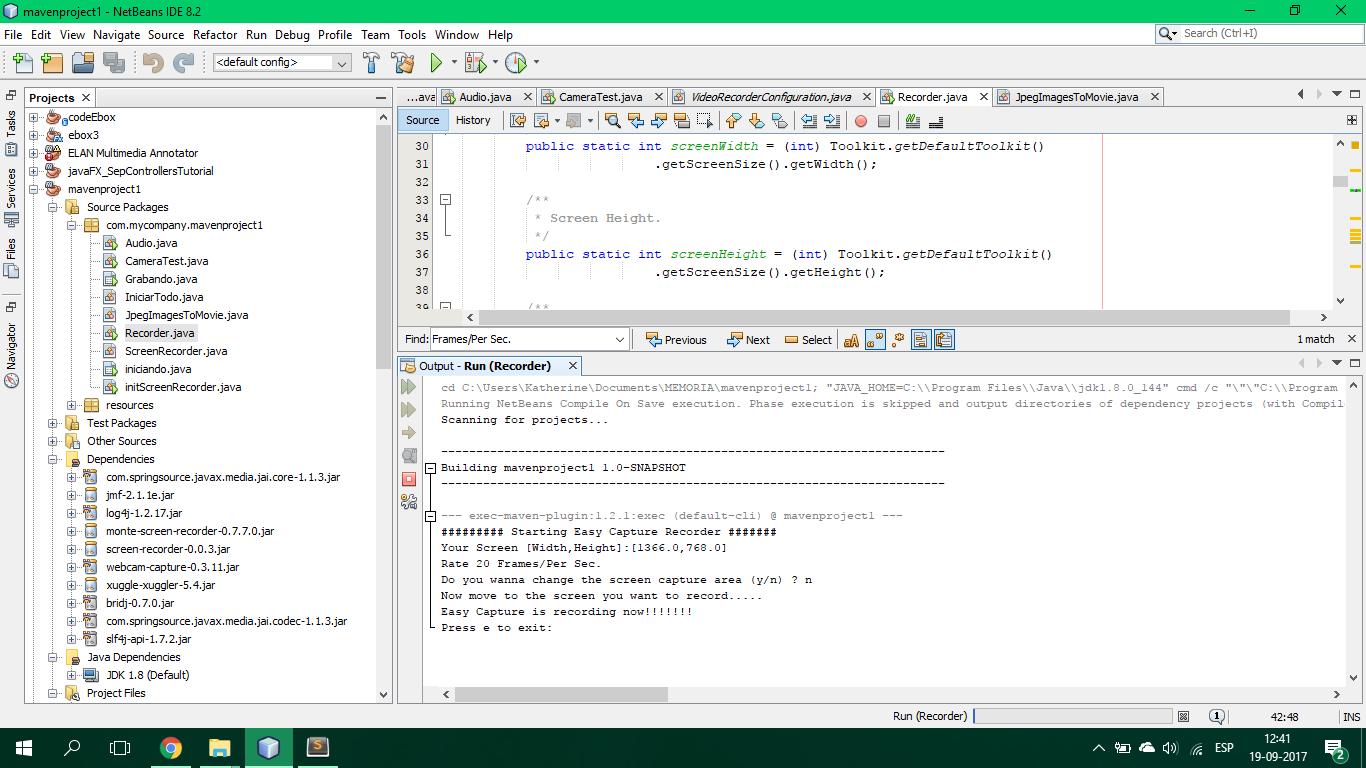 mavenproject1 - NetBeans IDE 8.2
File Edit View Navigate Source Refactor Run Debug Profile Team Tools Window Help
Search (Ctrl+I)
<default config>
Projects
Tasks
Services
Files
Navigator
codeEbox
ebox3
ELAN Multimedia Annotator
javaFX_SepControllersTutorial
mavenproject1
Source Packages
com.mycompany.mavenproject1
Audio.java
CameraTest.java
Grabando.java
IniciarTodo.java
JpegImagesToMovie.java
Recorder.java
ScreenRecorder.java
iniciando.java
initScreenRecorder.java
resources
Test Packages
Other Sources
Dependencies
com.springsource.javax.media.jai.core-1.1.3.jar
jmf-2.1.1e.jar
log4j-1.2.17.jar
monte-screen-recorder-0.7.7.0.jar
screen-recorder-0.0.3.jar
webcam-capture-0.3.11.jar
xuggle-xuggler-5.4.jar
bridj-0.7.0.jar
com.springsource.javax.media.jai.codec-1.1.3.jar
slf4j-api-1.7.2.jar
Java Dependencies
JDK 1.8 (Default)
Project Files
...ava Audio.java CameraTest.java VideoRecorderConfiguration.java Recorder.java JpegImagesToMovie.java
Source History
30 public static int screenWidth = (int) Toolkit.getDefaultToolkit()
31 .getScreenSize().getWidth();
32
33 /**
34 * Screen Height.
35 */
36 public static int screenHeight = (int) Toolkit.getDefaultToolkit()
37 .getScreenSize().getHeight();
38
39 /**
Find: Frames/Per Sec. Previous Next Select aA 1 match
Output - Run (Recorder)
cd C:\Users\Katherine\Documents\MEMORIA\mavenproject1; "JAVA_HOME=C:\\Program Files\\Java\\jdk1.8.0_144" cmd /c "\"\"C:\\Program
Running NetBeans Compile On Save execution. Phase execution is skipped and output directories of dependency projects (with Compil
Scanning for projects...
------------------------------------------------------------------------
Building mavenproject1 1.0-SNAPSHOT
------------------------------------------------------------------------
--- exec-maven-plugin:1.2.1:exec (default-cli) @ mavenproject1 ---
######### Starting Easy Capture Recorder #######
Your Screen [Width,Height]:[1366.0,768.0]
Rate 20 Frames/Per Sec.
Do you wanna change the screen capture area (y/n) ? n
Now move to the screen you want to record.....
Easy Capture is recording now!!!!!!!
Press e to exit:
Run (Recorder) 1 42:48 INS
ESP
12:41
19-09-2017
2